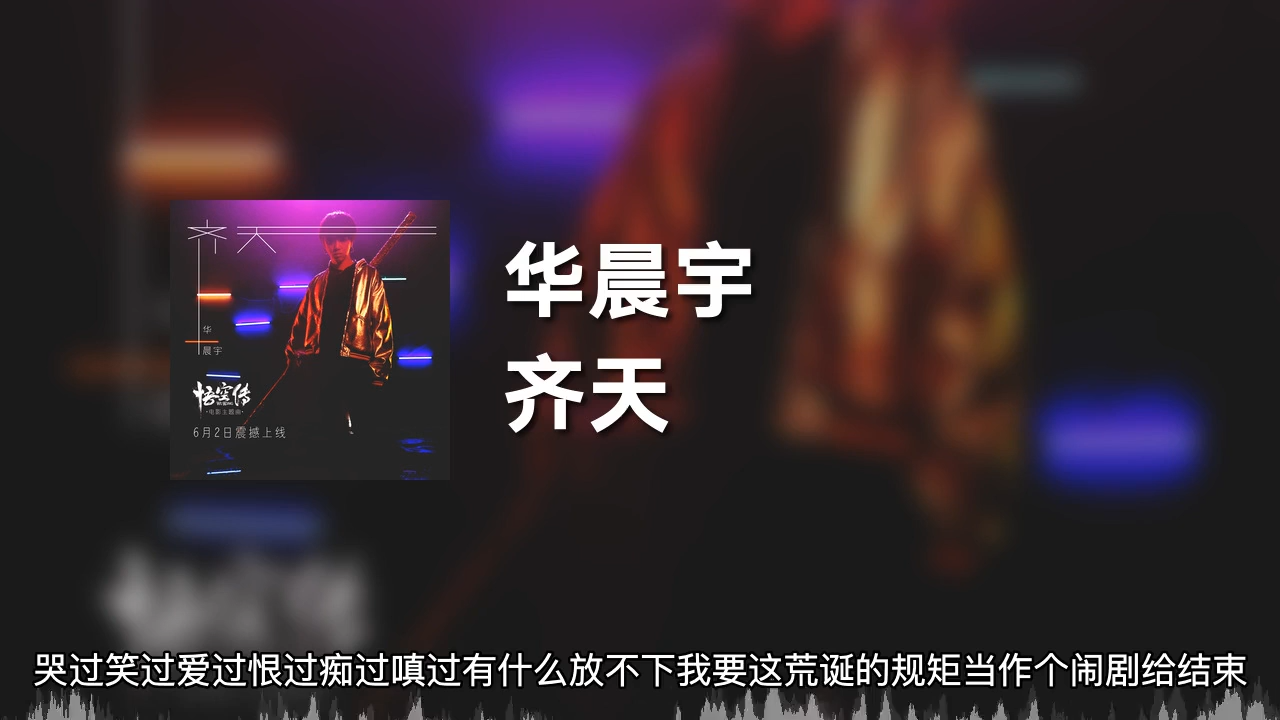 齐天
华
晨宇
悟空传
·电影主题曲·
6月2日震撼上线
华晨宇
齐天
哭过笑过爱过恨过痴过嗔过有什么放不下我要这荒诞的规矩当作个闹剧给结束